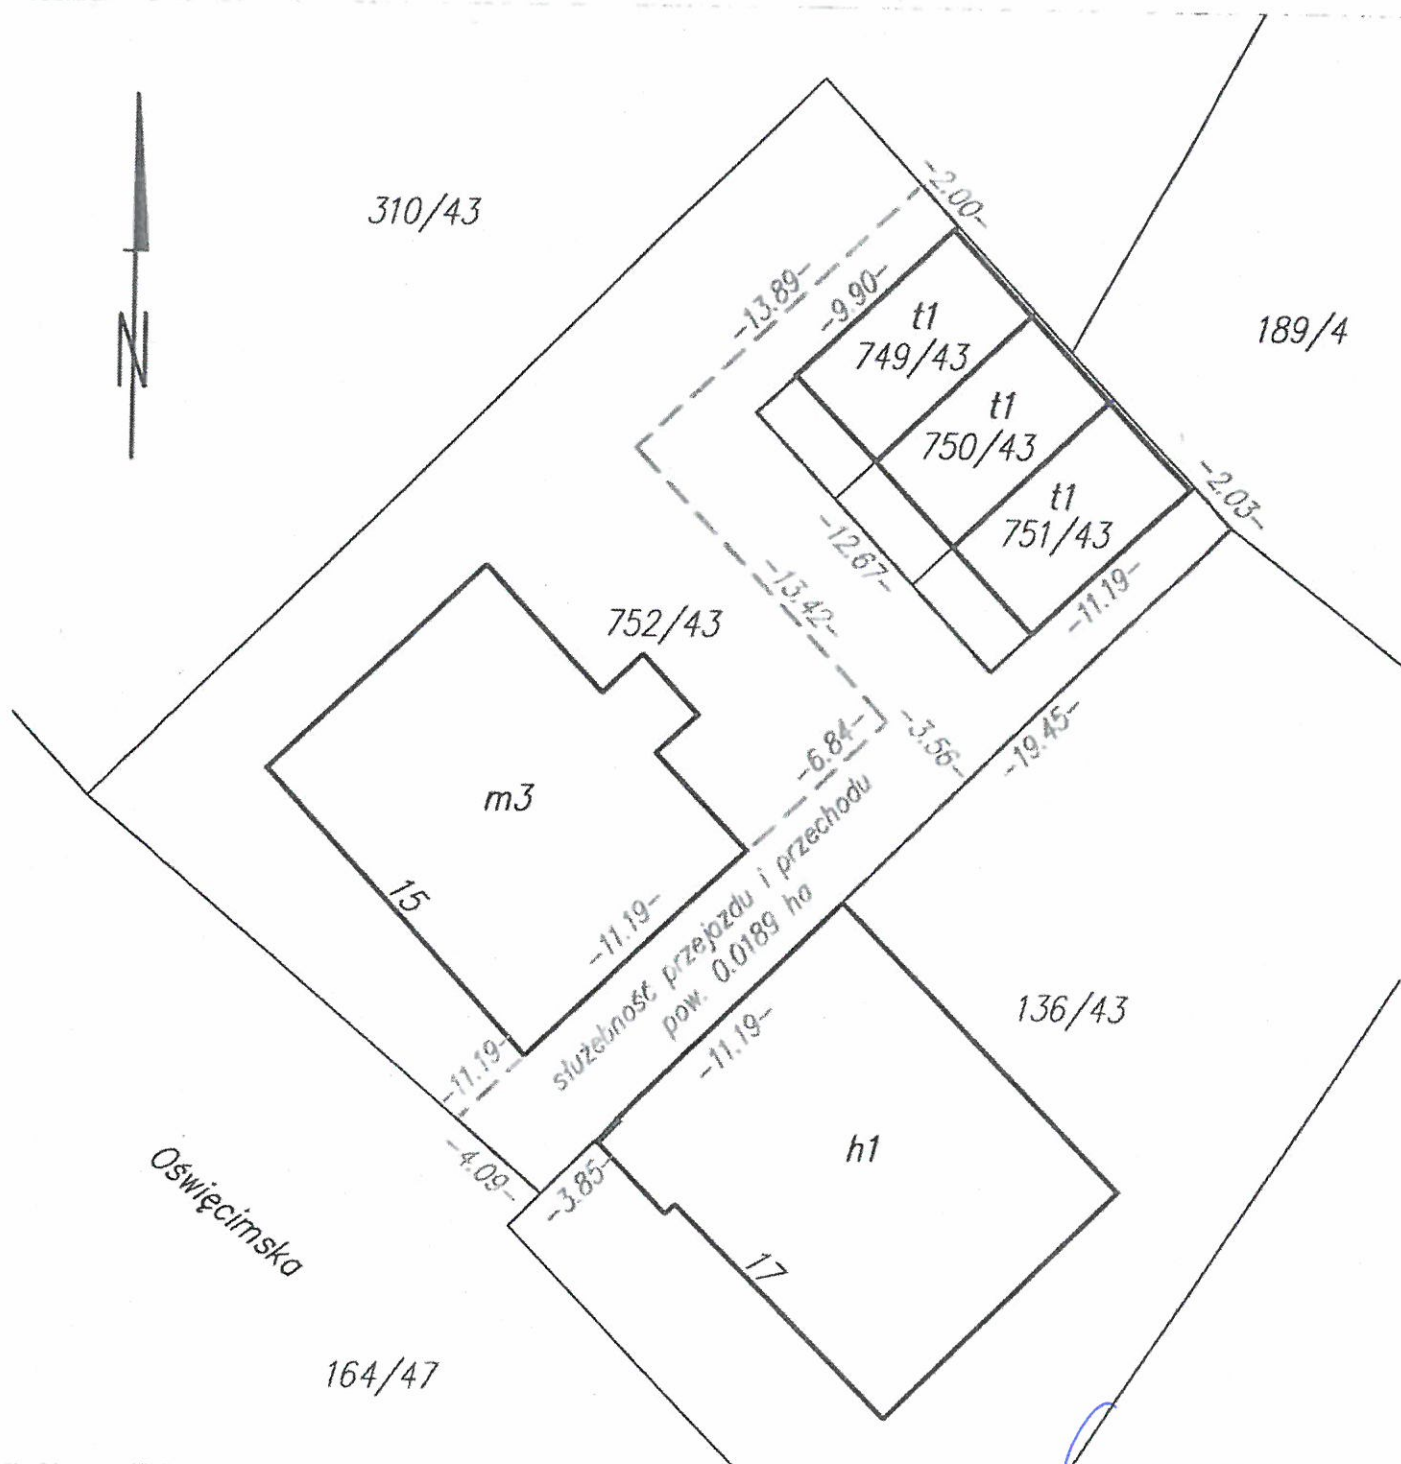 310/43
N
-2.00-
-13.89-
-9.90-
t1
749/43
189/4
t1
750/43
t1
751/43
-2.03-
-12.67-
-11.19-
-13.42-
752/43
-6.84-
-3.56-
-19.45-
m3
15
-11.19-
służebność przejazdu i przechodu
pow. 0.0189 ha
136/43
-11.19-
-11.19-
-4.09-
-3.85-
h1
17
Oświęcimska
164/47